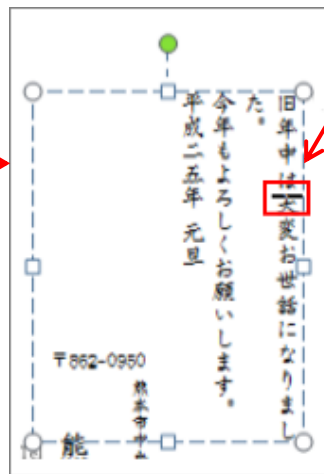 旧年中は大変お世話になりまし
た。
今年もよろしくお願いします。
平成二五年 元旦
〒862-0950
熊本市中
能
Tel